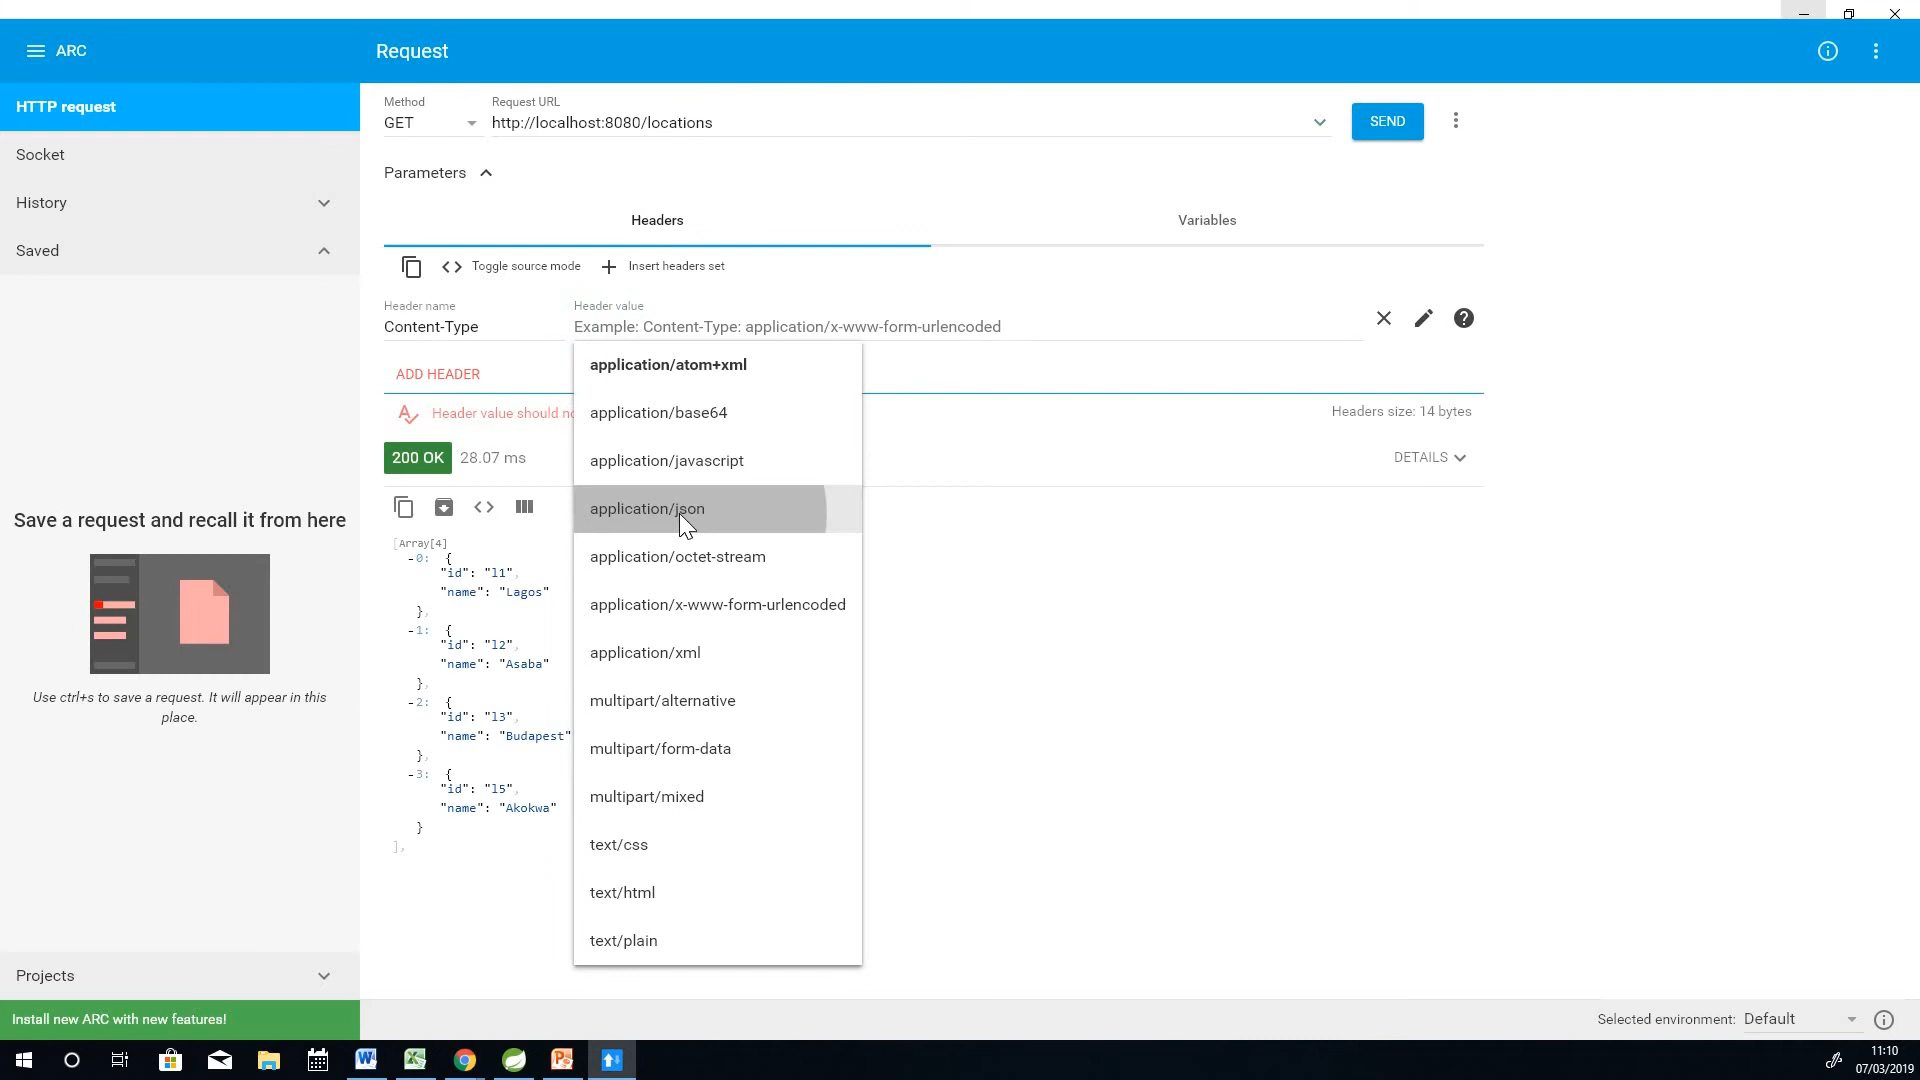 ARC
Request
HTTP request
Socket
History
Saved
Save a request and recall it from here
Use ctrl+s to save a request. It will appear in this
place.
Projects
Install new ARC with new features!
Method
GET
Request URL
http://localhost:8080/locations
SEND
Parameters
Headers
Variables
Toggle source mode
Insert headers set
Header name
Content-Type
Header value
Example: Content-Type: application/x-www-form-urlencoded
ADD HEADER
Header value should no
Headers size: 14 bytes
200 OK
28.07 ms
DETAILS
application/atom+xml
application/base64
application/javascript
application/json
application/octet-stream
application/x-www-form-urlencoded
application/xml
multipart/alternative
multipart/form-data
multipart/mixed
text/css
text/html
text/plain
[Array[4]
-0: {
"id": "l1",
"name": "Lagos"
},
-1: {
"id": "l2",
"name": "Asaba"
},
-2: {
"id": "l3",
"name": "Budapest"
},
-3: {
"id": "l5",
"name": "Akokwa"
}
],
Selected environment: Default
11:10
07/03/2019